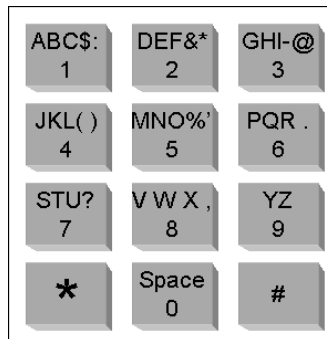 ABC$: DEF&* GHI-@
1 2 3
JKL( ) MNO%' PQR .
4 5 6
STU? V W X , YZ
7 8 9
* Space #
0